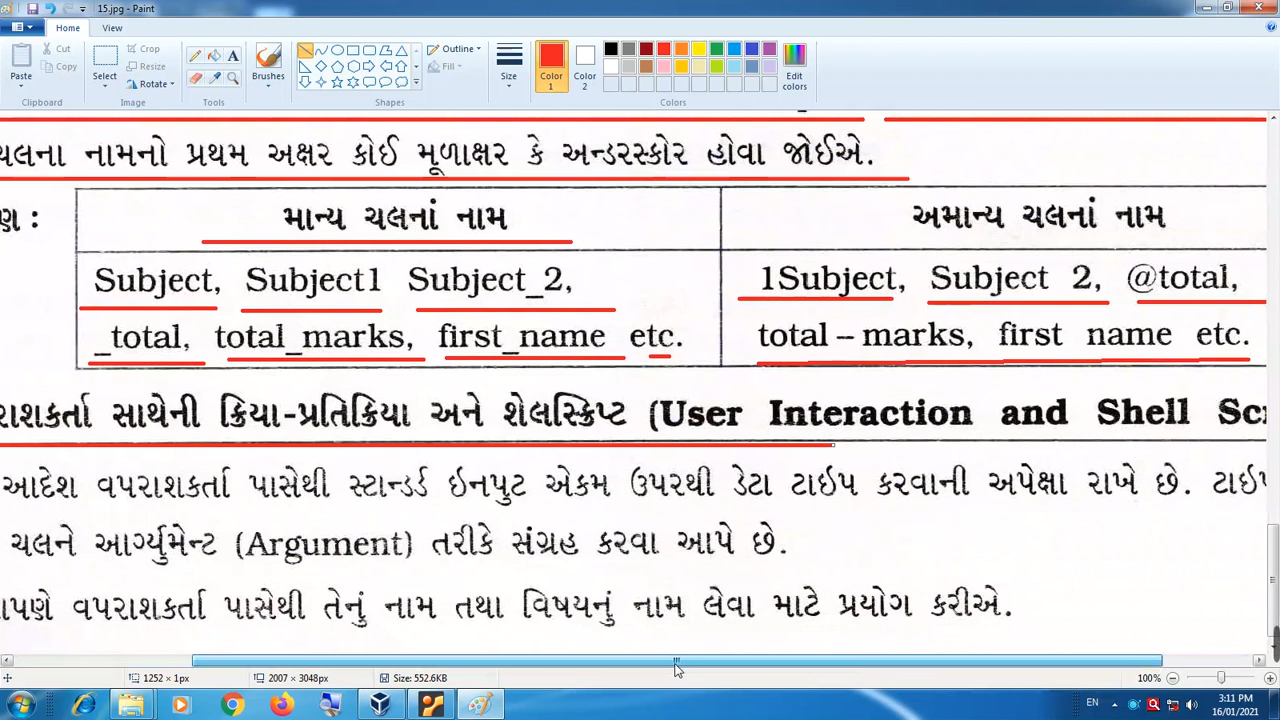 15.jpg - Paint
Home View
Paste Cut Copy Clipboard
Select Crop Resize Rotate Image
Tools
Brushes
Outline Fill Shapes
Size
Color 1 Color 2 Edit colors Colors
ચલના નામનો પ્રથમ અક્ષર કોઈ મૂળાક્ષર કે અન્ડરસ્કોર હોવા જોઈએ.
ણ : માન્ય ચલનાં નામ અમાન્ય ચલનાં નામ
Subject, Subject1 Subject_2, 1Subject, Subject 2, @total,
_total, total_marks, first_name etc. total – marks, first name etc.
રાશકર્તા સાથેની ક્રિયા-પ્રતિક્રિયા અને શેલસ્ક્રિપ્ટ (User Interaction and Shell Sc
આદેશ વપરાશકર્તા પાસેથી સ્ટાન્ડર્ડ ઇનપુટ એકમ ઉપરથી ડેટા ટાઇપ કરવાની અપેક્ષા રાખે છે. ટાઇપ
ચલને આર્ગ્યુમેન્ટ (Argument) તરીકે સંગ્રહ કરવા આપે છે.
પણે વપરાશકર્તા પાસેથી તેનું નામ તથા વિષયનું નામ લેવા માટે પ્રયોગ કરીએ.
1252 × 1px 2007 × 3048px Size: 552.6KB 100%
EN 3:11 PM
16/01/2021